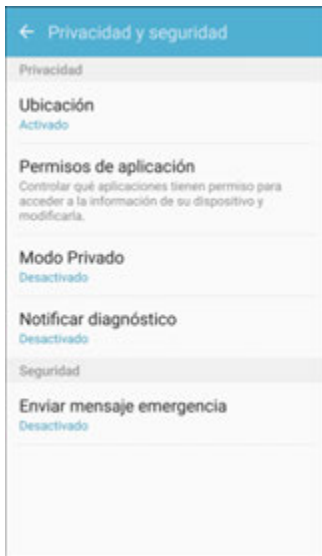 Privacidad y seguridad
Privacidad
Ubicación
Activado
Permisos de aplicación
Controlar qué aplicaciones tienen permiso para
acceder a la información de su dispositivo y
modificarla.
Modo Privado
Desactivado
Notificar diagnóstico
Desactivado
Seguridad
Enviar mensaje emergencia
Desactivado